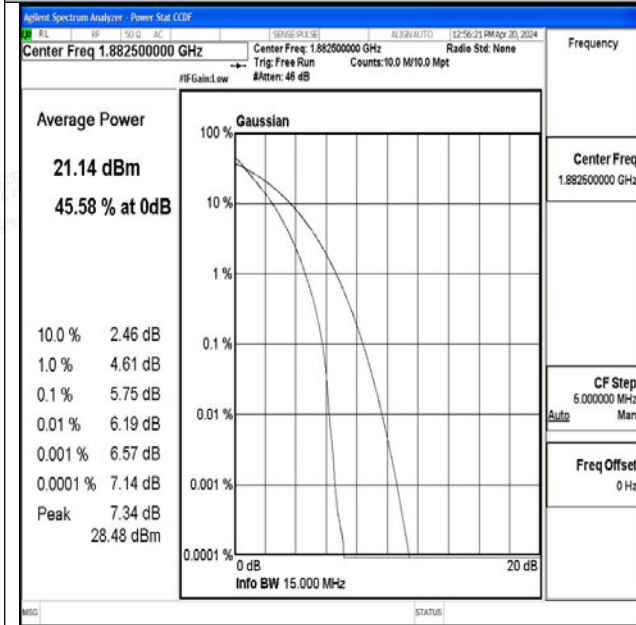 Agilent Spectrum Analyzer - Power Stat CCDF
RL RF 50 Ω AC SENSE:PULSE ALIGNAUTO 12:56:21 PM Apr 20, 2024
Center Freq 1.882500000 GHz
Center Freq: 1.882500000 GHz Radio Std: None
Trig: Free Run Counts:10.0 M/10.0 Mpt
#IFGain:Low #Atten: 46 dB
Frequency
Average Power
21.14 dBm
45.58 % at 0dB
10.0 % 2.46 dB
1.0 % 4.61 dB
0.1 % 5.75 dB
0.01 % 6.19 dB
0.001 % 6.57 dB
0.0001 % 7.14 dB
Peak 7.34 dB
28.48 dBm
Gaussian
100 %
10 %
1 %
0.1 %
0.01 %
0.001 %
0.0001 %
0 dB 20 dB
Info BW 15.000 MHz
Center Freq
1.882500000 GHz
CF Step
5.000000 MHz
Auto Man
Freq Offset
0 Hz
MSG STATUS